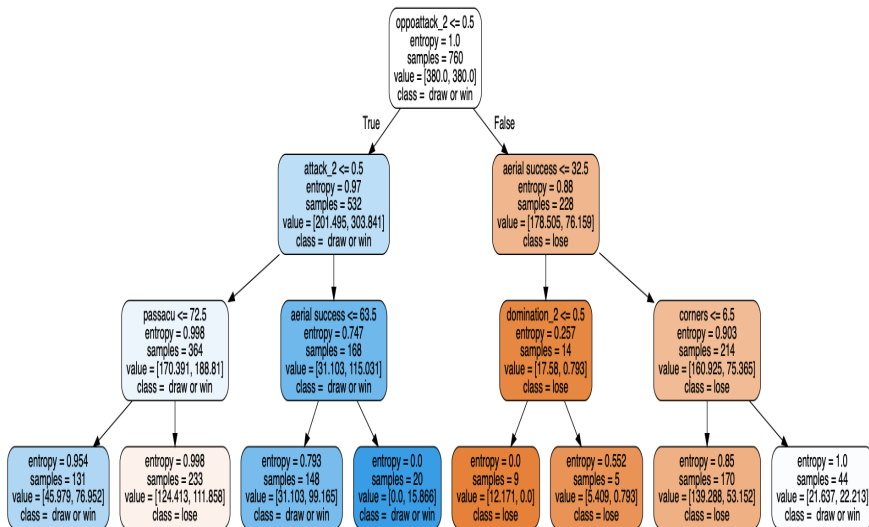 oppoattack_2 <= 0.5
entropy = 1.0
samples = 760
value = [380.0, 380.0]
class =  draw or win
True
False
attack_2 <= 0.5
entropy = 0.97
samples = 532
value = [201.495, 303.841]
class =  draw or win
aerial success <= 32.5
entropy = 0.88
samples = 228
value = [178.505, 76.159]
class = lose
passacu <= 72.5
entropy = 0.998
samples = 364
value = [170.391, 188.81]
class =  draw or win
aerial success <= 63.5
entropy = 0.747
samples = 168
value = [31.103, 115.031]
class =  draw or win
domination_2 <= 0.5
entropy = 0.257
samples = 14
value = [17.58, 0.793]
class = lose
corners <= 6.5
entropy = 0.903
samples = 214
value = [160.925, 75.365]
class = lose
entropy = 0.954
samples = 131
value = [45.979, 76.952]
class =  draw or win
entropy = 0.998
samples = 233
value = [124.413, 111.858]
class = lose
entropy = 0.793
samples = 148
value = [31.103, 99.165]
class =  draw or win
entropy = 0.0
samples = 20
value = [0.0, 15.866]
class =  draw or win
entropy = 0.0
samples = 9
value = [12.171, 0.0]
class = lose
entropy = 0.552
samples = 5
value = [5.409, 0.793]
class = lose
entropy = 0.85
samples = 170
value = [139.288, 53.152]
class = lose
entropy = 1.0
samples = 44
value = [21.637, 22.213]
class =  draw or win